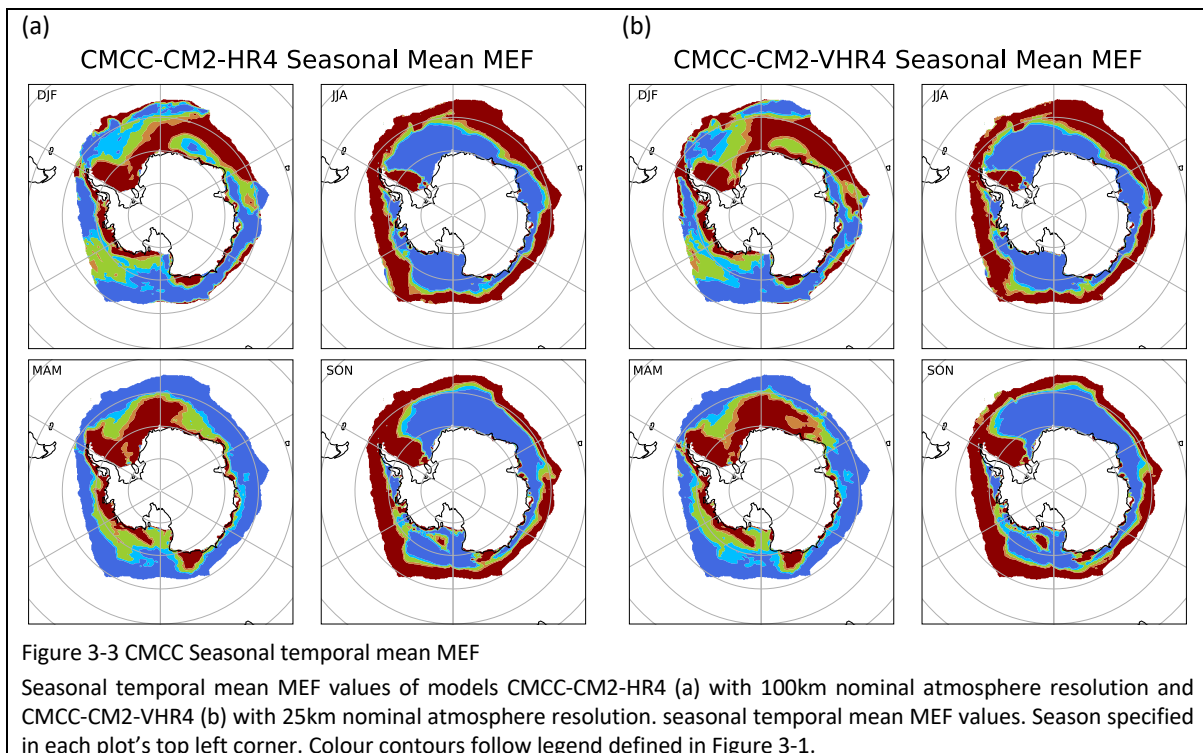 (a)
(b)
CMCC-CM2-HR4 Seasonal Mean MEF
CMCC-CM2-VHR4 Seasonal Mean MEF
DJF
JJA
DJF
JJA
MAM
SON
MAM
SON
Figure 3-3 CMCC Seasonal temporal mean MEF
Seasonal temporal mean MEF values of models CMCC-CM2-HR4 (a) with 100km nominal atmosphere resolution and
CMCC-CM2-VHR4 (b) with 25km nominal atmosphere resolution. seasonal temporal mean MEF values. Season specified
in each plot’s top left corner. Colour contours follow legend defined in Figure 3-1.